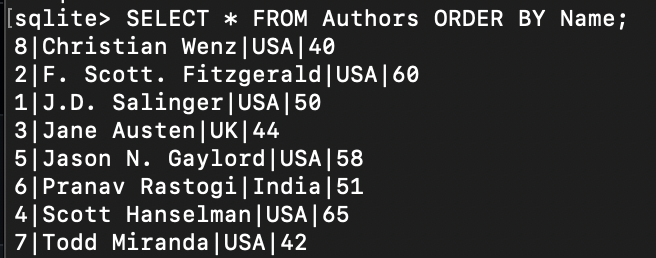 [sqlite> SELECT * FROM Authors ORDER BY Name;
8|Christian Wenz|USA|40
2|F. Scott. Fitzgerald|USA|60
1|J.D. Salinger|USA|50
3|Jane Austen|UK|44
5|Jason N. Gaylord|USA|58
6|Pranav Rastogi|India|51
4|Scott Hanselman|USA|65
7|Todd Miranda|USA|42